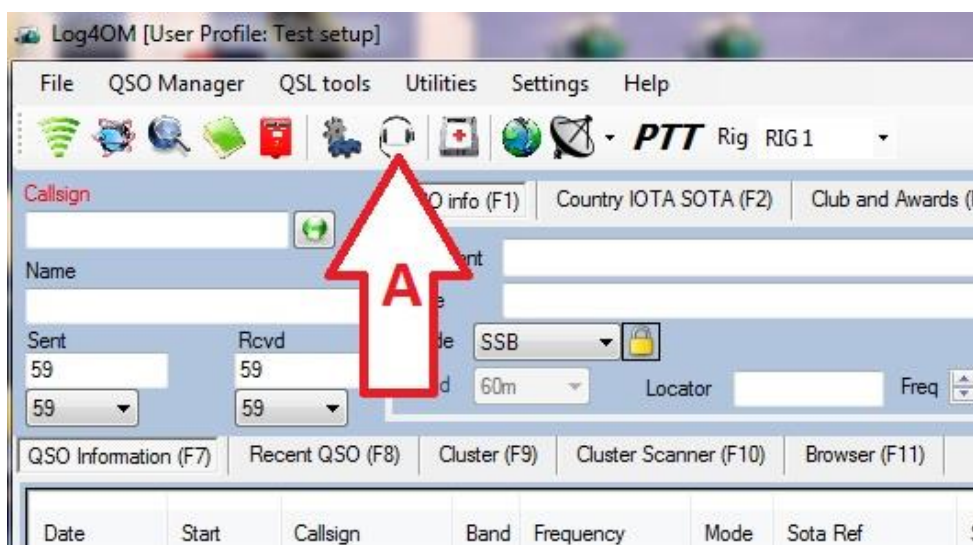 Log4OM [User Profile: Test setup]
File QSO Manager QSL tools Utilities Settings Help
PTT Rig RIG 1
Callsign
O info (F1) Country IOTA SOTA (F2) Club and Awards (
Name
A
Sent Rcvd
SSB
59 59
60m Locator Freq
59 59
QSO Information (F7) Recent QSO (F8) Cluster (F9) Cluster Scanner (F10) Browser (F11)
Date Start Callsign Band Frequency Mode Sota Ref